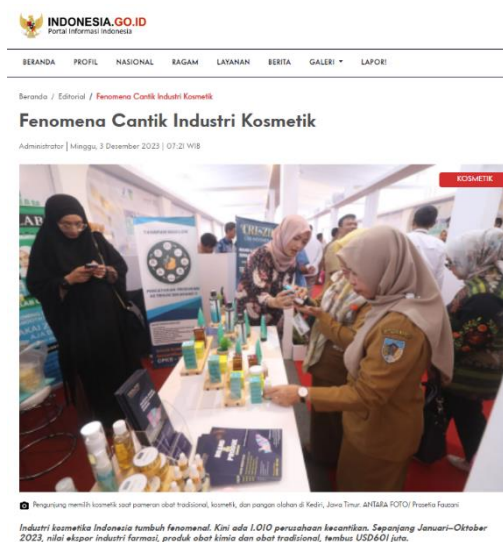 INDONESIA.GO.ID
Portal Informasi Indonesia
BERANDA PROFIL NASIONAL RAGAM LAYANAN BERITA GALERI LAPOR!
Beranda / Editorial / Fenomena Cantik Industri Kosmetik
Fenomena Cantik Industri Kosmetik
Administrator | Minggu, 3 Desember 2023 | 07:21 WIB
KOSMETIK
Pengunjung memilih kosmetik saat pameran obat tradisional, kosmetik, dan pangan olahan di Kediri, Jawa Timur. ANTARA FOTO/ Prasetia Fauzani
Industri kosmetika Indonesia tumbuh fenomenal. Kini ada 1.010 perusahaan kecantikan. Sepanjang Januari–Oktober
2023, nilai ekspor industri farmasi, produk obat kimia dan obat tradisional, tembus USD601 juta.